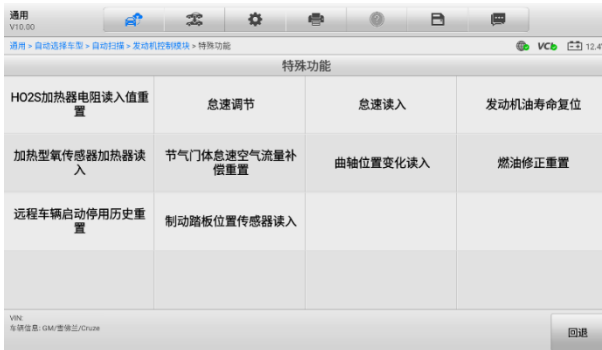 通用
V10.00
通用 > 自动选择车型 > 自动扫描 > 发动机控制模块 > 特殊功能
VCI
12.4
特殊功能
HO2S加热器电阻读入值重
置
怠速调节
怠速读入
发动机油寿命复位
加热型氧传感器加热器读
入
节气门体怠速空气流量补
偿重置
曲轴位置变化读入
燃油修正重置
远程车辆启动停用历史重
置
制动踏板位置传感器读入
VIN:
车辆信息: GM/雪佛兰/Cruze
回退